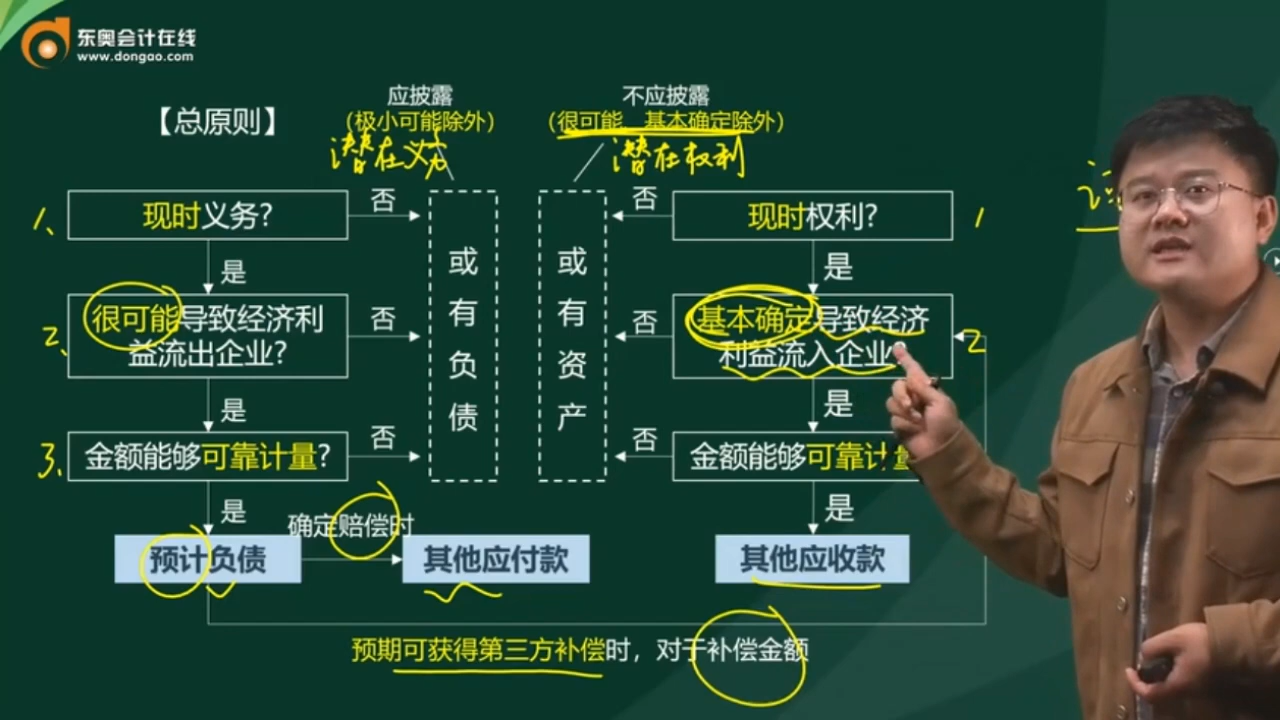 东奥会计在线
www.dongao.com
【总原则】
应披露
（极小可能除外）
潜在义务
不应披露
（很可能、基本确定除外）
潜在权利
1、
现时义务?
否
是
2、
很可能导致经济利
益流出企业?
否
是
3、
金额能够可靠计量?
否
是
预计负债
确定赔偿时
其他应付款
或有负债
或有资产
现时权利?
1
否
是
基本确定导致经济
利益流入企业?
2
否
是
金额能够可靠计量
否
是
其他应收款
预期可获得第三方补偿时，对于补偿金额